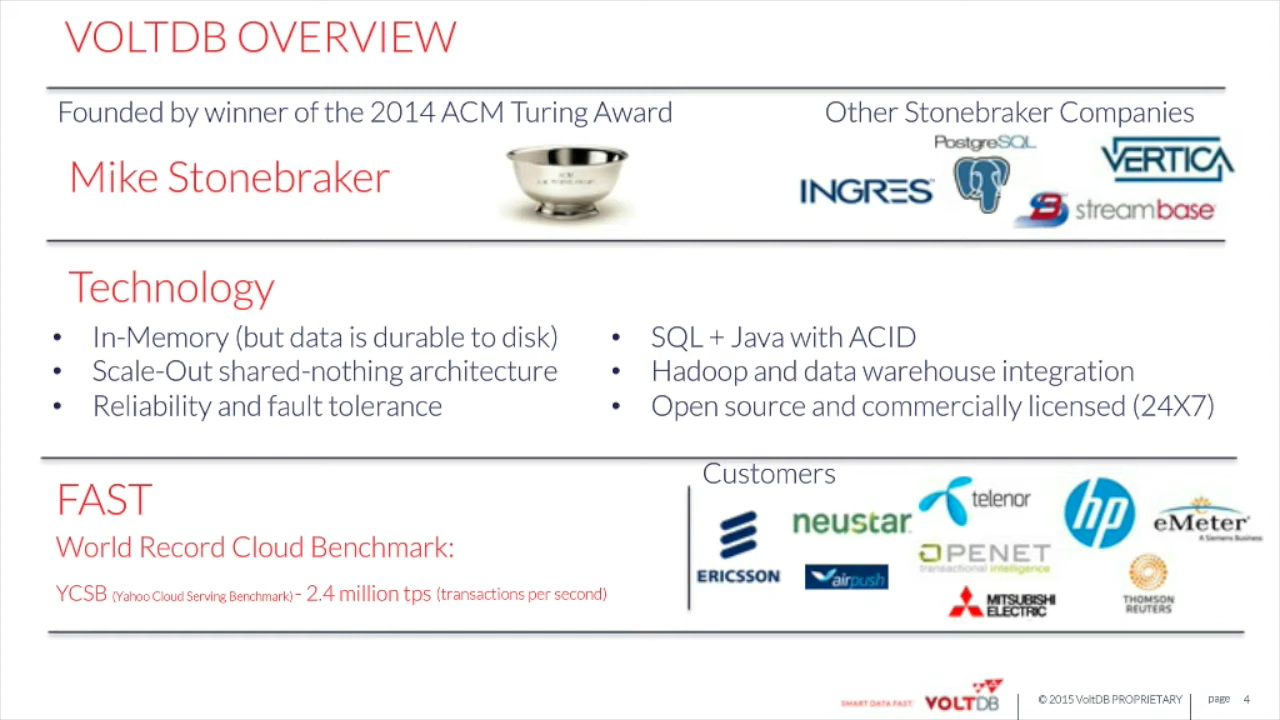 VOLTDB OVERVIEW
Founded by winner of the 2014 ACM Turing Award
Mike Stonebraker
Other Stonebraker Companies
PostgreSQL
VERTICA
INGRES
streambase
Technology
• In-Memory (but data is durable to disk)
• Scale-Out shared-nothing architecture
• Reliability and fault tolerance
• SQL + Java with ACID
• Hadoop and data warehouse integration
• Open source and commercially licensed (24X7)
FAST
World Record Cloud Benchmark:
YCSB (Yahoo Cloud Serving Benchmark) - 2.4 million tps (transactions per second)
Customers
telenor
hp
neustar
eMeter
A Siemens Business
OPENET
transactional intelligence
ERICSSON
airpush
MITSUBISHI
ELECTRIC
THOMSON
REUTERS
SMART DATA FAST.
VOLTDB
© 2015 VoltDB PROPRIETARY
page 4